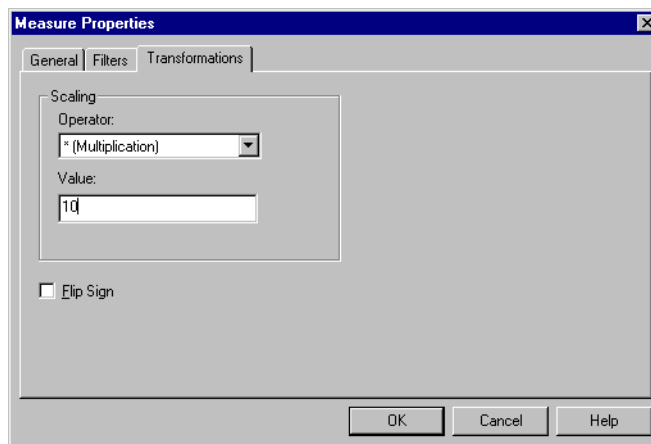 Measure Properties
General Filters Transformations
Scaling
Operator:
* (Multiplication)
Value:
10
Flip Sign
OK Cancel Help